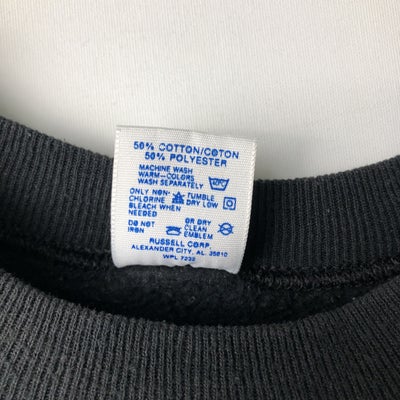 50% COTTON/COTON
50% POLYESTER
MACHINE WASH
WARM-COLORS
WASH SEPARATELY
ONLY NON- TUMBLE
CHLORINE DRY LOW
BLEACH WHEN
NEEDED
DO NOT OR DRY
IRON CLEAN
EMBLEM
RUSSELL CORP.
ALEXANDER CITY, AL. 35010
WPL 7232